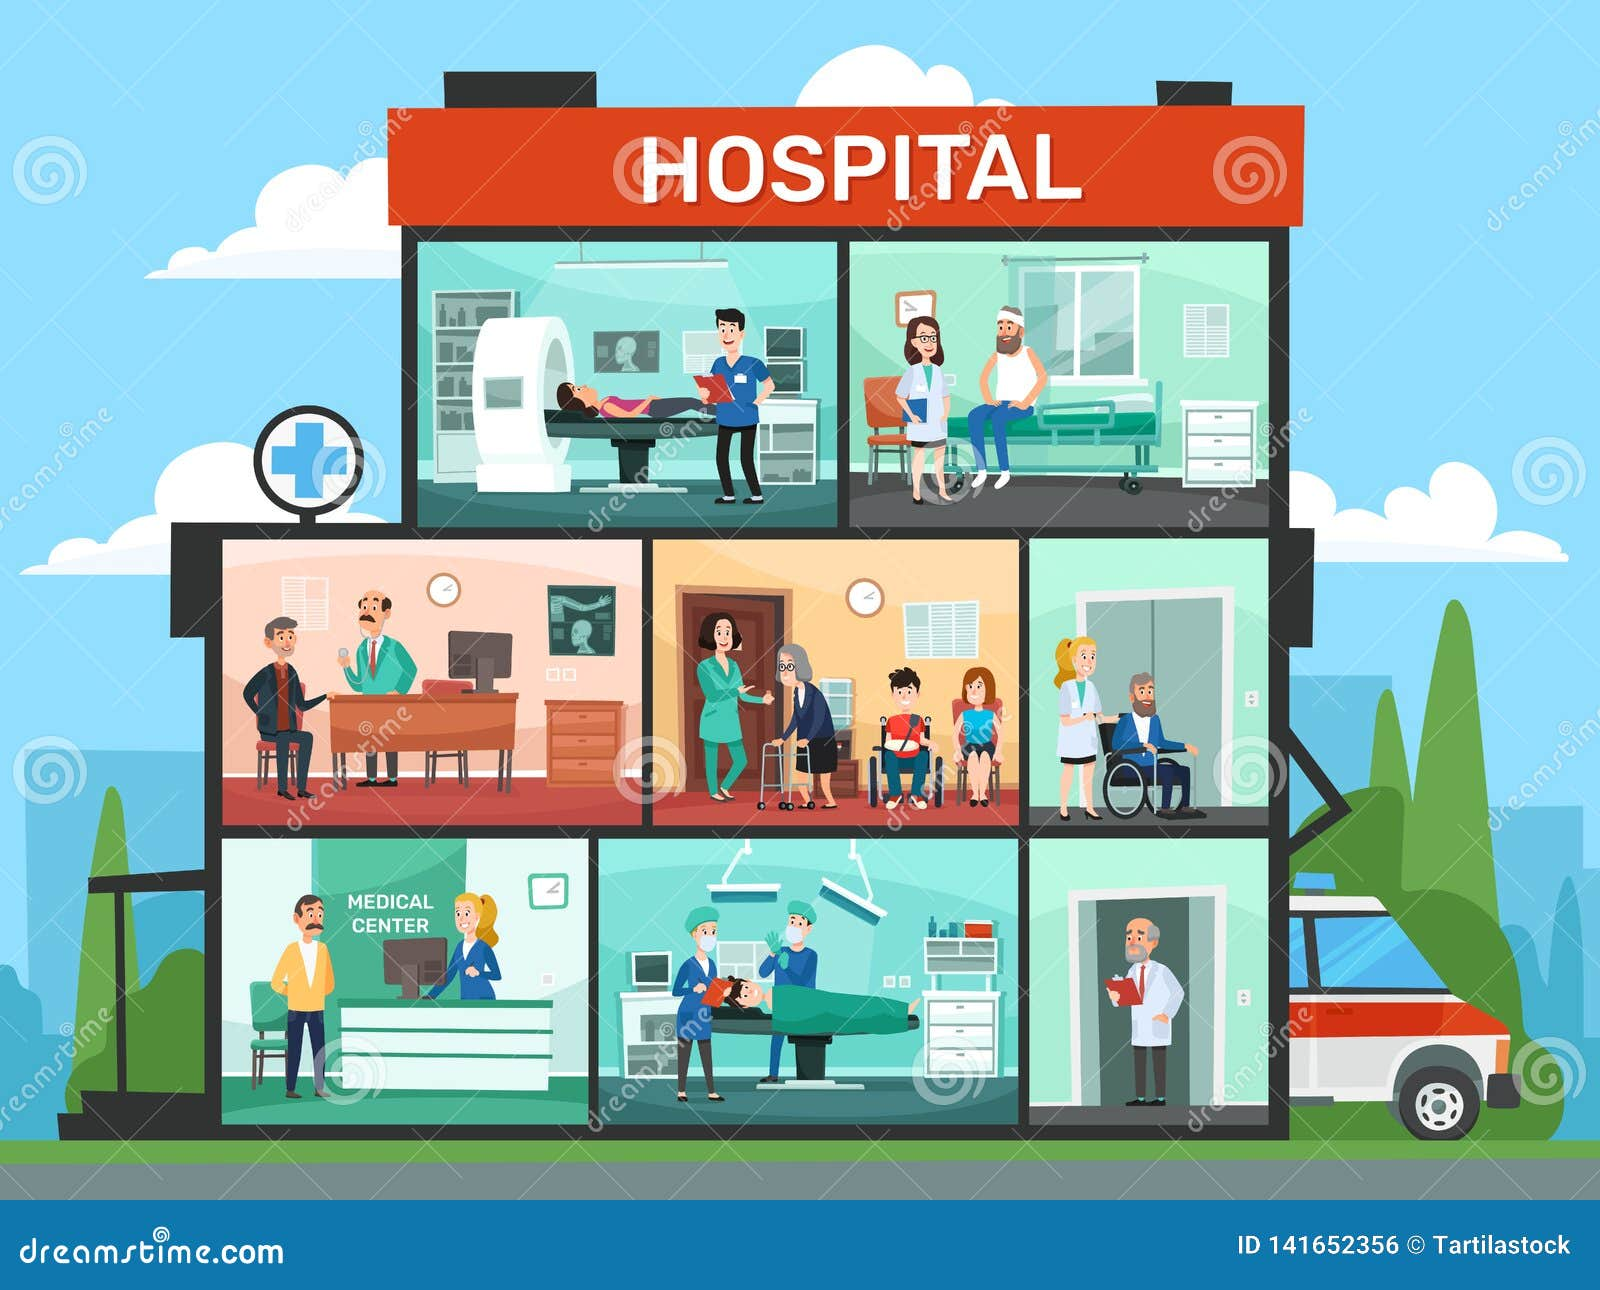 HOSPITAL
MEDICAL
CENTER
dreamstime.com
ID 141652356 © Tartilastock